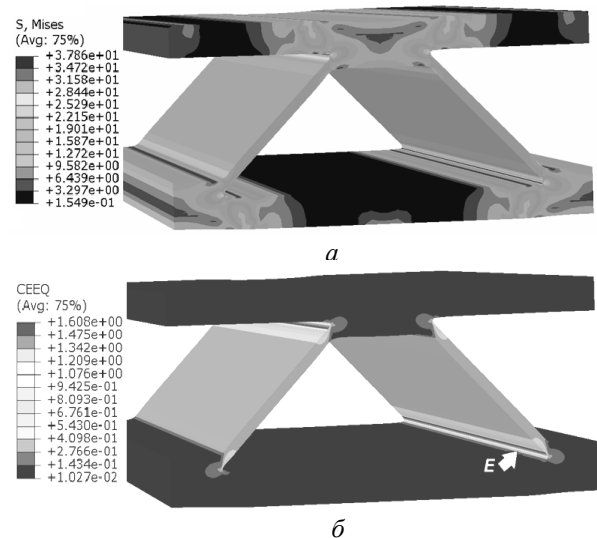 S, Mises
(Avg: 75%)
+3.786e+01
+3.472e+01
+3.158e+01
+2.844e+01
+2.529e+01
+2.215e+01
+1.901e+01
+1.587e+01
+1.272e+01
+9.582e+00
+6.439e+00
+3.297e+00
+1.549e-01
а
CEEQ
(Avg: 75%)
+1.608e+00
+1.475e+00
+1.342e+00
+1.209e+00
+1.076e+00
+9.425e-01
+8.093e-01
+6.761e-01
+5.430e-01
+4.098e-01
+2.766e-01
+1.434e-01
+1.027e-02
E
б